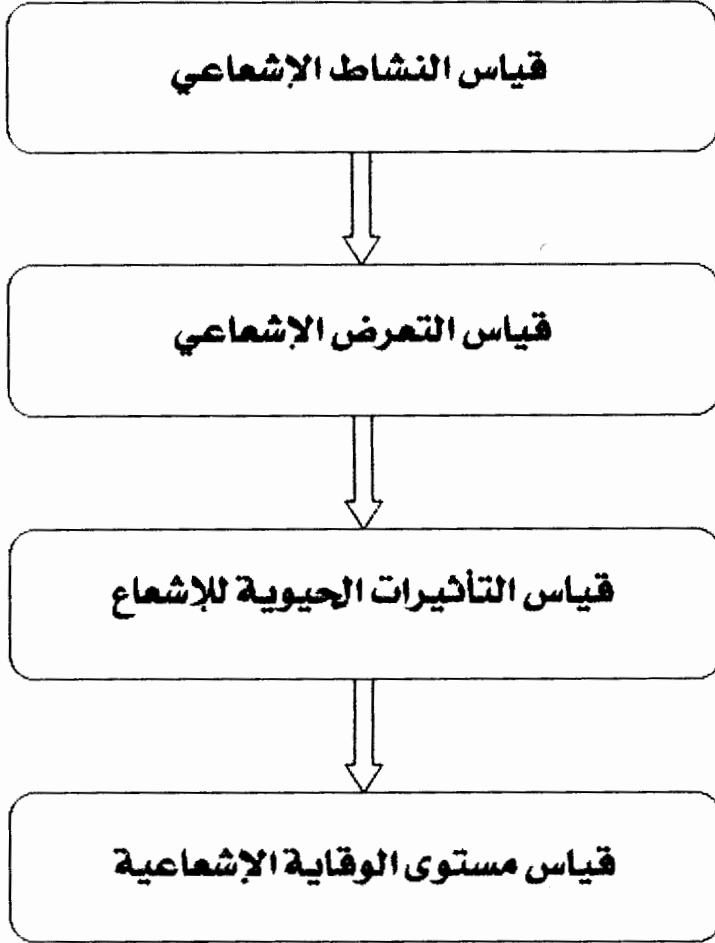 قياس النشاط الإشعاعي
قياس التعرض الإشعاعي
قياس التأثيرات الحيوية للإشعاع
قياس مستوى الوقاية الإشعاعية